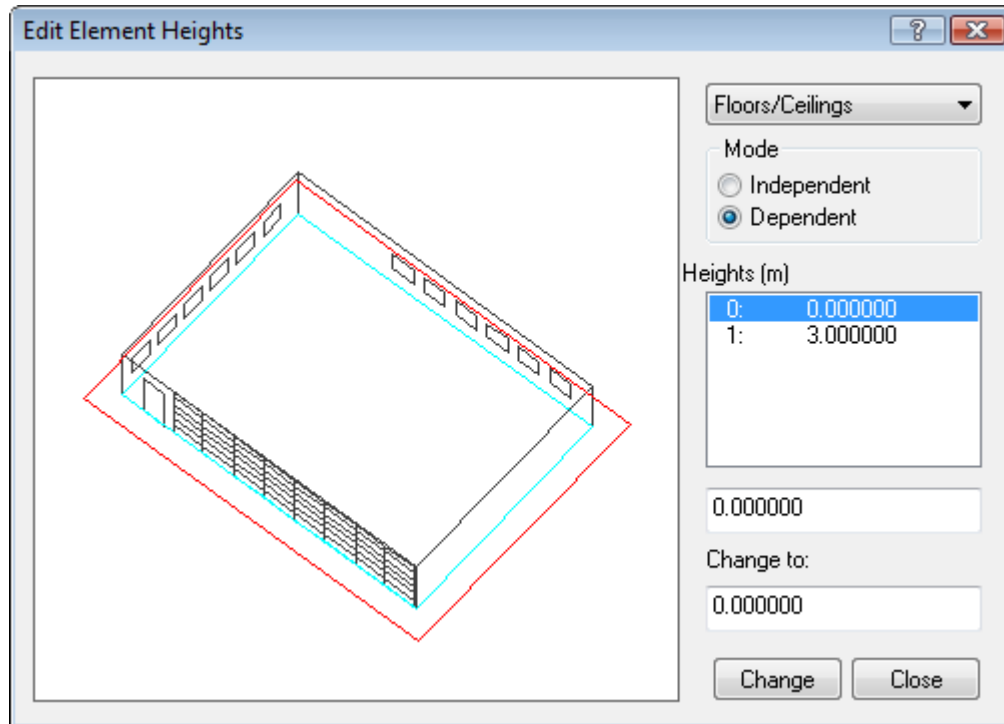 Edit Element Heights
Floors/Ceilings
Mode
Independent
Dependent
Heights (m)
0: 0.000000
1: 3.000000
0.000000
Change to:
0.000000
Change Close